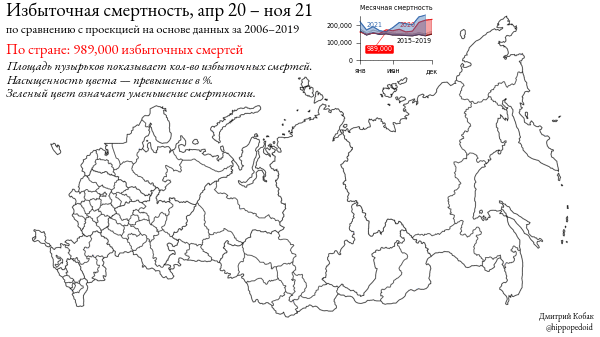 Избыточная смертность, апр 20 – ноя 21
по сравнению с проекцией на основе данных за 2006–2019
По стране: 989,000 избыточных смертей
Площадь пузырьков показывает кол-во избыточных смертей.
Насыщенность цвета — превышение в %.
Зеленый цвет означает уменьшение смертности.
Месячная смертность
200,000
2021
2020
100,000
2015–2019
989,000
0
янв
июн
дек
Дмитрий Кобак
@hippopedoid